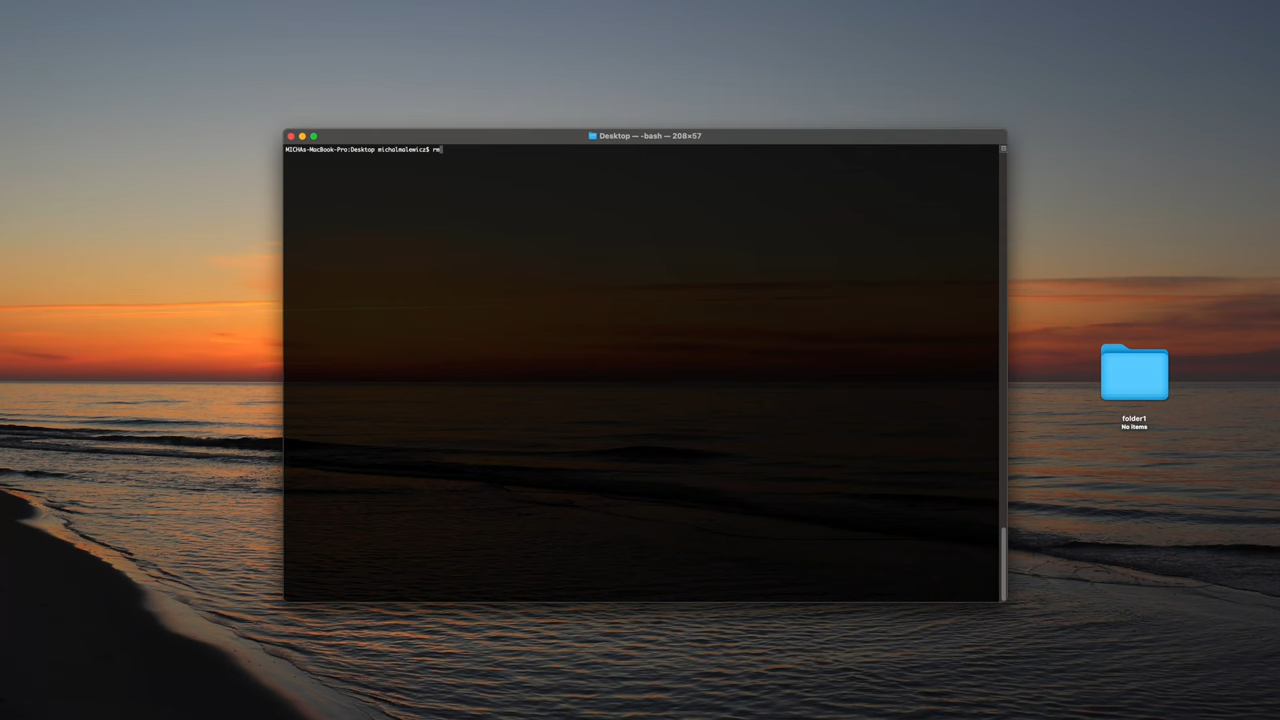 Desktop — -bash — 208×57
MICHAs-MacBook-Pro:Desktop michalmalewicz$ rm
folder1
No items